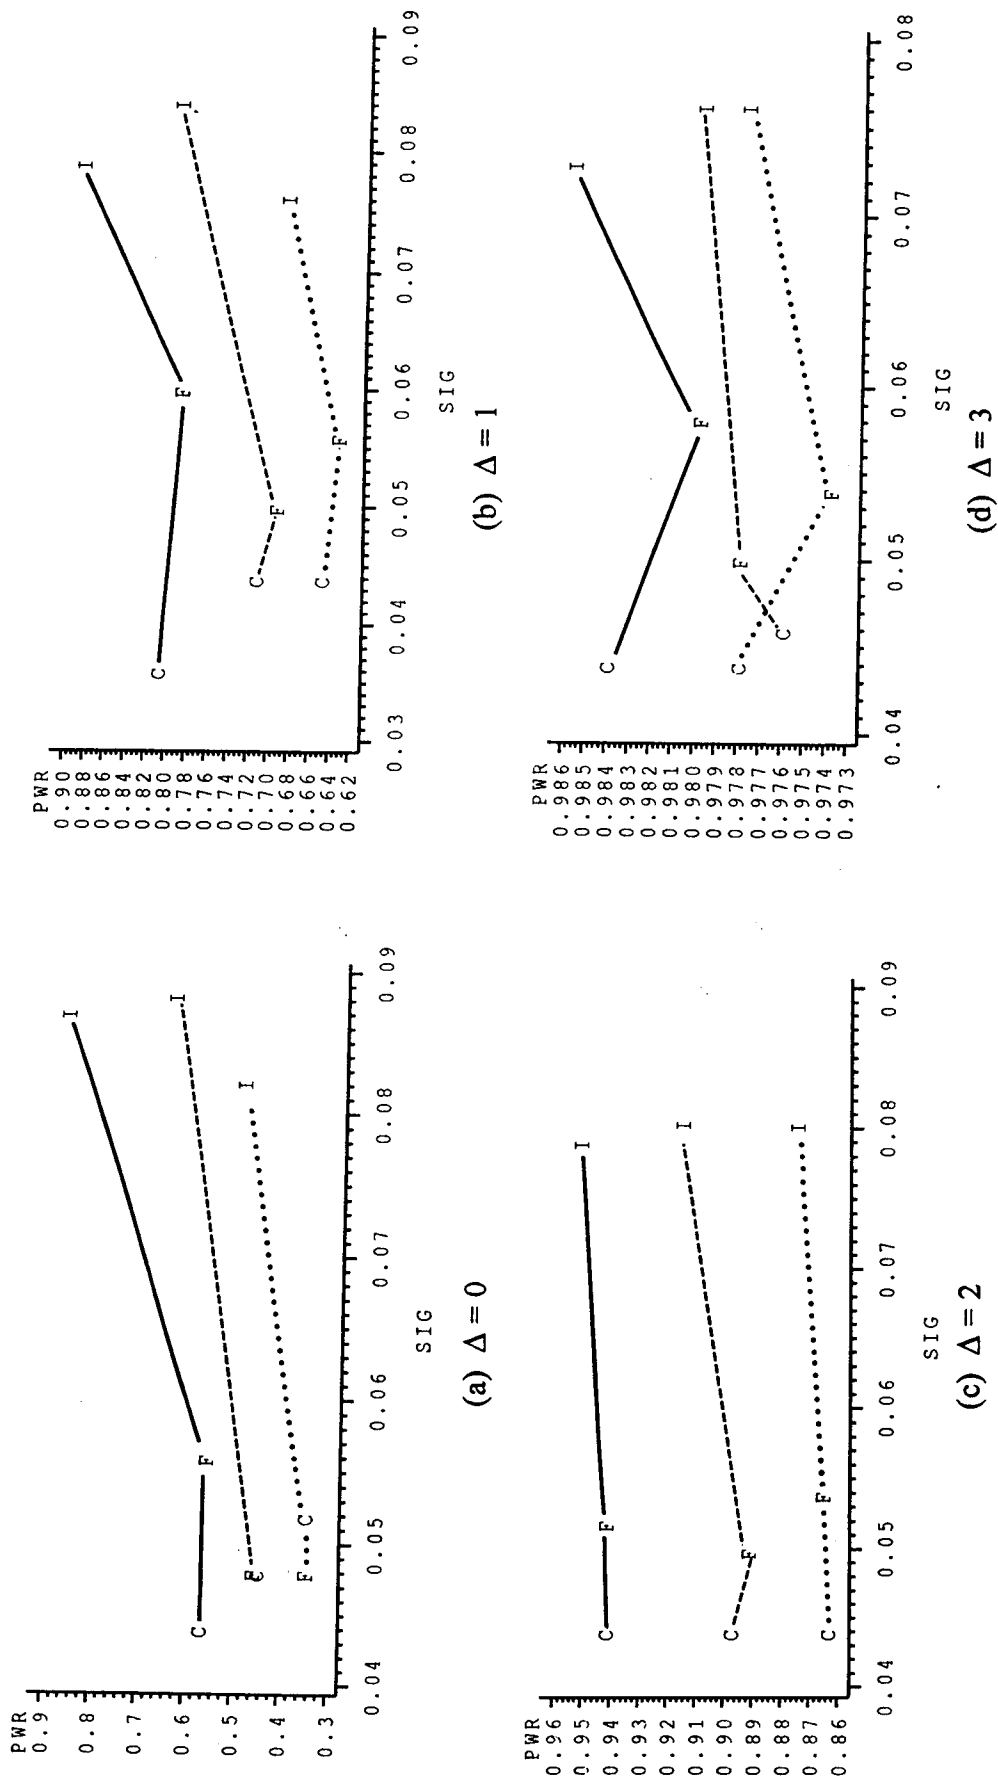 PWR
0.9
0.8
0.7
0.6
0.5
0.4
0.3
C
F
I
F
C
I
F
C
I
0.04
0.05
0.06
0.07
0.08
0.09
SIG
(a) Δ = 0
PWR
0.90
0.88
0.86
0.84
0.82
0.80
0.78
0.76
0.74
0.72
0.70
0.68
0.66
0.64
0.62
C
F
I
C
F
I
C
F
I
0.03
0.04
0.05
0.06
0.07
0.08
0.09
SIG
(b) Δ = 1
PWR
0.96
0.95
0.94
0.93
0.92
0.91
0.90
0.89
0.88
0.87
0.86
C
F
I
C
F
I
C
F
I
0.04
0.05
0.06
0.07
0.08
0.09
SIG
(c) Δ = 2
PWR
0.986
0.985
0.984
0.983
0.982
0.981
0.980
0.979
0.978
0.977
0.976
0.975
0.974
0.973
C
F
I
C
F
I
C
F
I
0.04
0.05
0.06
0.07
0.08
SIG
(d) Δ = 3